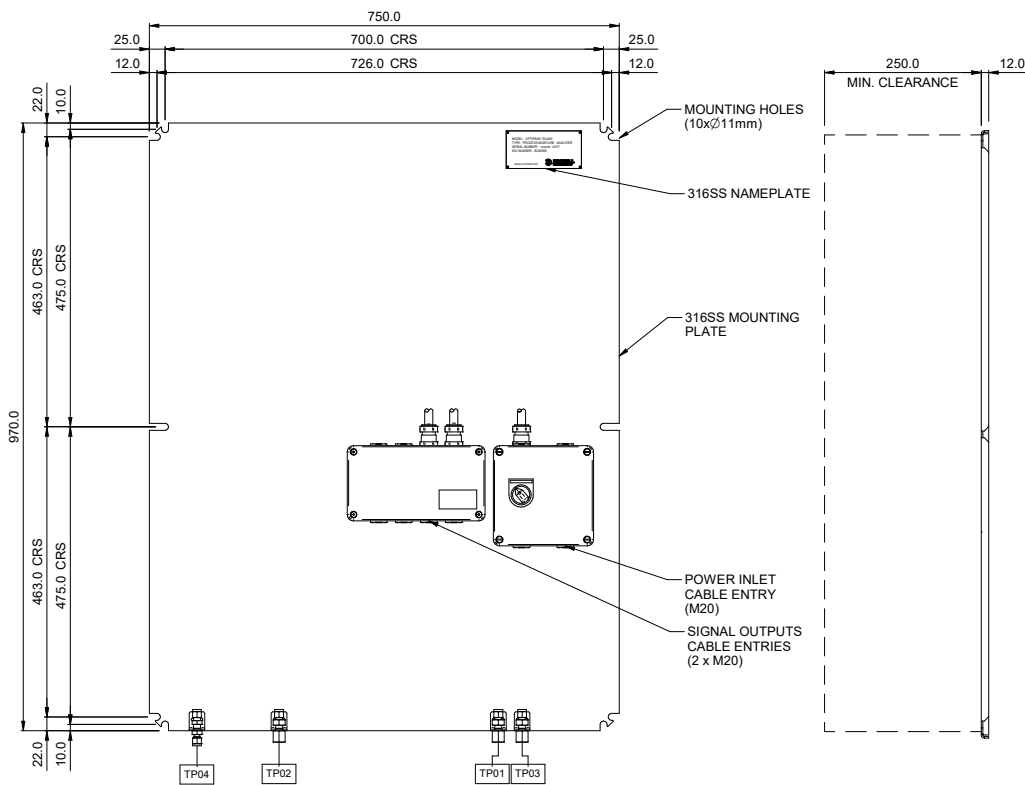 750.0
25.0
700.0 CRS
25.0
12.0
726.0 CRS
12.0
250.0
12.0
MIN. CLEARANCE
22.0
10.0
MOUNTING HOLES
(10xØ11mm)
316SS NAMEPLATE
463.0 CRS
475.0 CRS
316SS MOUNTING
PLATE
970.0
463.0 CRS
475.0 CRS
POWER INLET
CABLE ENTRY
(M20)
SIGNAL OUTPUTS
CABLE ENTRIES
(2 x M20)
22.0
10.0
TP04
TP02
TP01
TP03